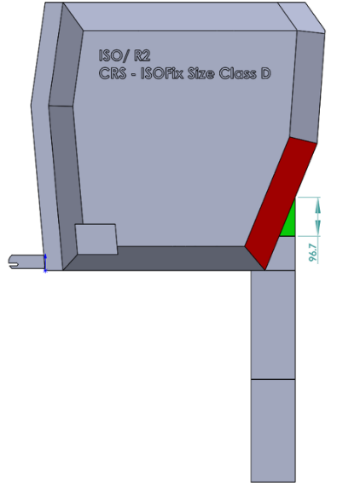 ISO/ R2
CRS - ISOFix Size Class D
96,7